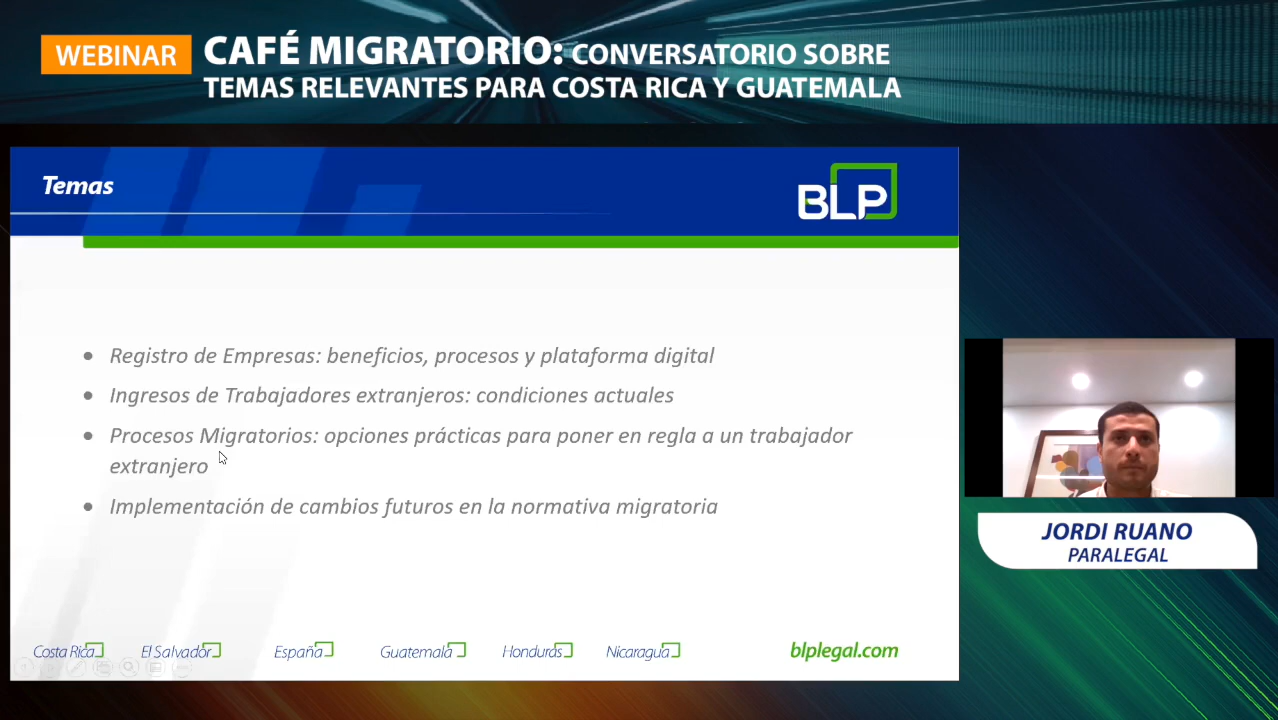 WEBINAR
CAFÉ MIGRATORIO: CONVERSATORIO SOBRE
TEMAS RELEVANTES PARA COSTA RICA Y GUATEMALA
Temas
BLP
• Registro de Empresas: beneficios, procesos y plataforma digital
• Ingresos de Trabajadores extranjeros: condiciones actuales
• Procesos Migratorios: opciones prácticas para poner en regla a un trabajador
extranjero
• Implementación de cambios futuros en la normativa migratoria
JORDI RUANO
PARALEGAL
Costa Rica El Salvador España Guatemala Honduras Nicaragua blplegal.com